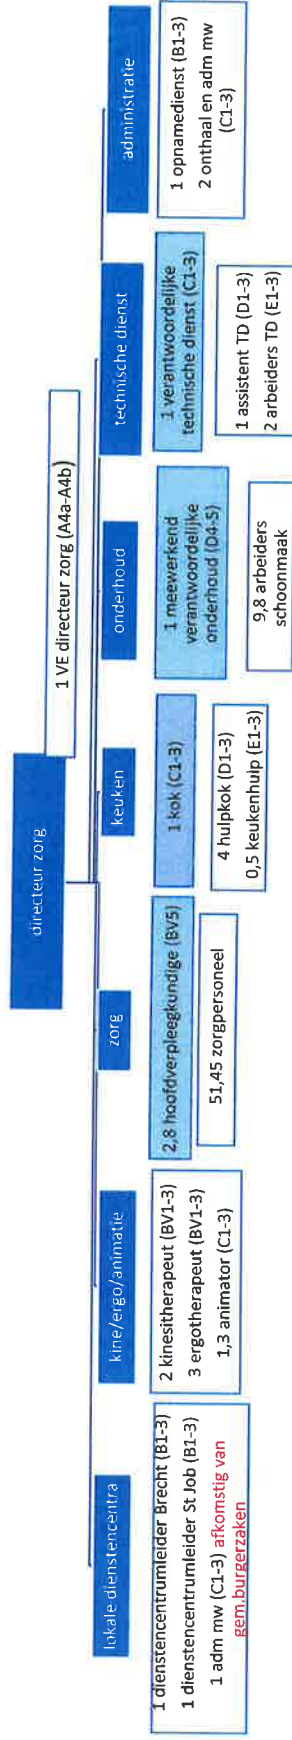 directeur zorg
1 VE directeur zorg (A4a-A4b)
lokale dienstencentra
1 dienstencentrumleider Brecht (B1-3)
1 dienstencentrumleider St Job (B1-3)
1 adm mw (C1-3) afkomstig van
gem.burgerzaken
kine/ergo/animatie
2 kinesitherapeut (BV1-3)
3 ergotherapeut (BV1-3)
1,3 animator (C1-3)
zorg
2,8 hoofdverpleegkundige (BV5)
51,45 zorgpersoneel
keuken
1 kok (C1-3)
4 hulpkok (D1-3)
0,5 keukenhuip (E1-3)
onderhoud
1 meewerkend
verantwoordelijke
onderhoud (D4-5)
9,8 arbeiders
schoonmaak
technische dienst
1 verantwoordelijke
technische dienst (C1-3)
1 assistent TD (D1-3)
2 arbeiders TD (E1-3)
administratie
1 opnamedienst (B1-3)
2 onthaal en adm mw
(C1-3)